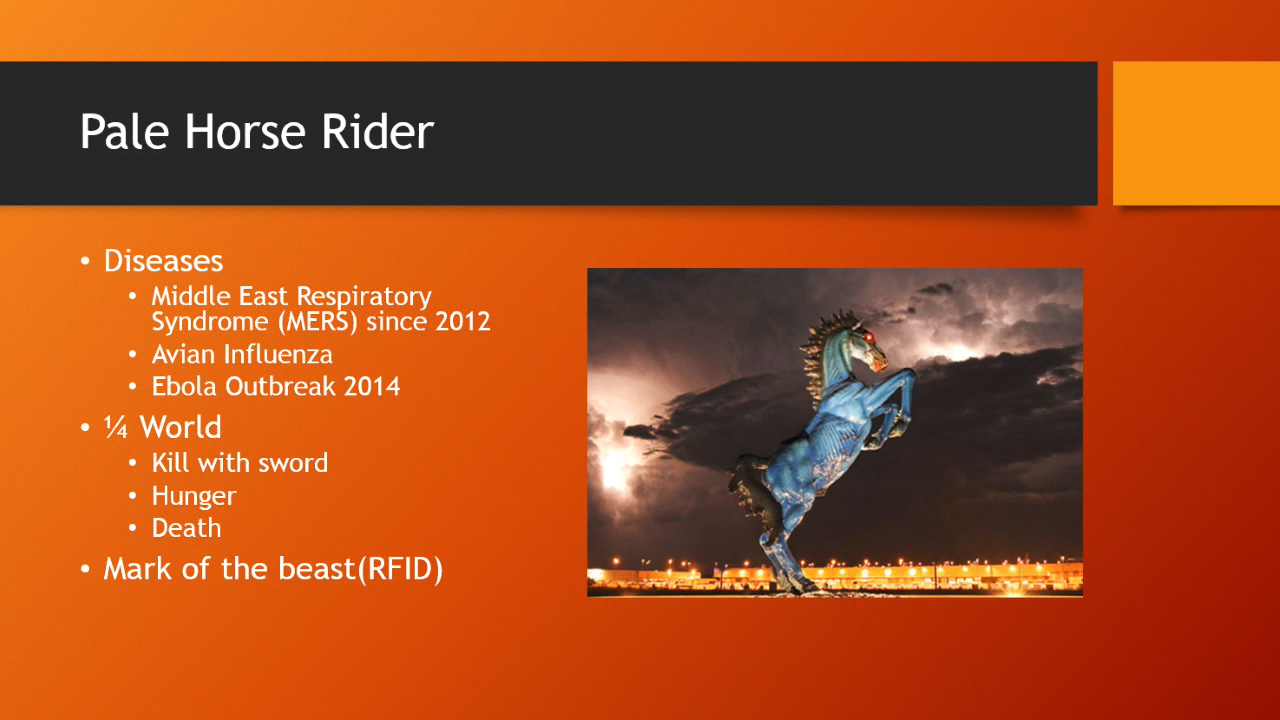 Pale Horse Rider
• Diseases
• Middle East Respiratory
Syndrome (MERS) since 2012
• Avian Influenza
• Ebola Outbreak 2014
• ¼ World
• Kill with sword
• Hunger
• Death
• Mark of the beast(RFID)